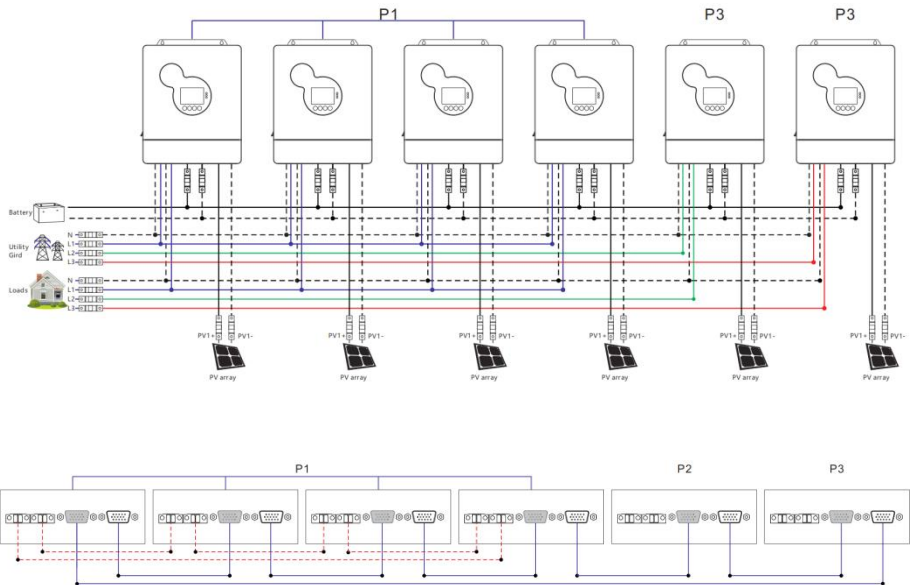 P1 P3 P3
Battery
N
L1
Utility
Gird
L2
L3
N
Loads
L1
L2
L3
PV1+ PV1- PV1+ PV1- PV1+ PV1- PV1+ PV1- PV1+ PV1- PV1+ PV1-
PV array PV array PV array PV array PV array PV array
P1 P2 P3